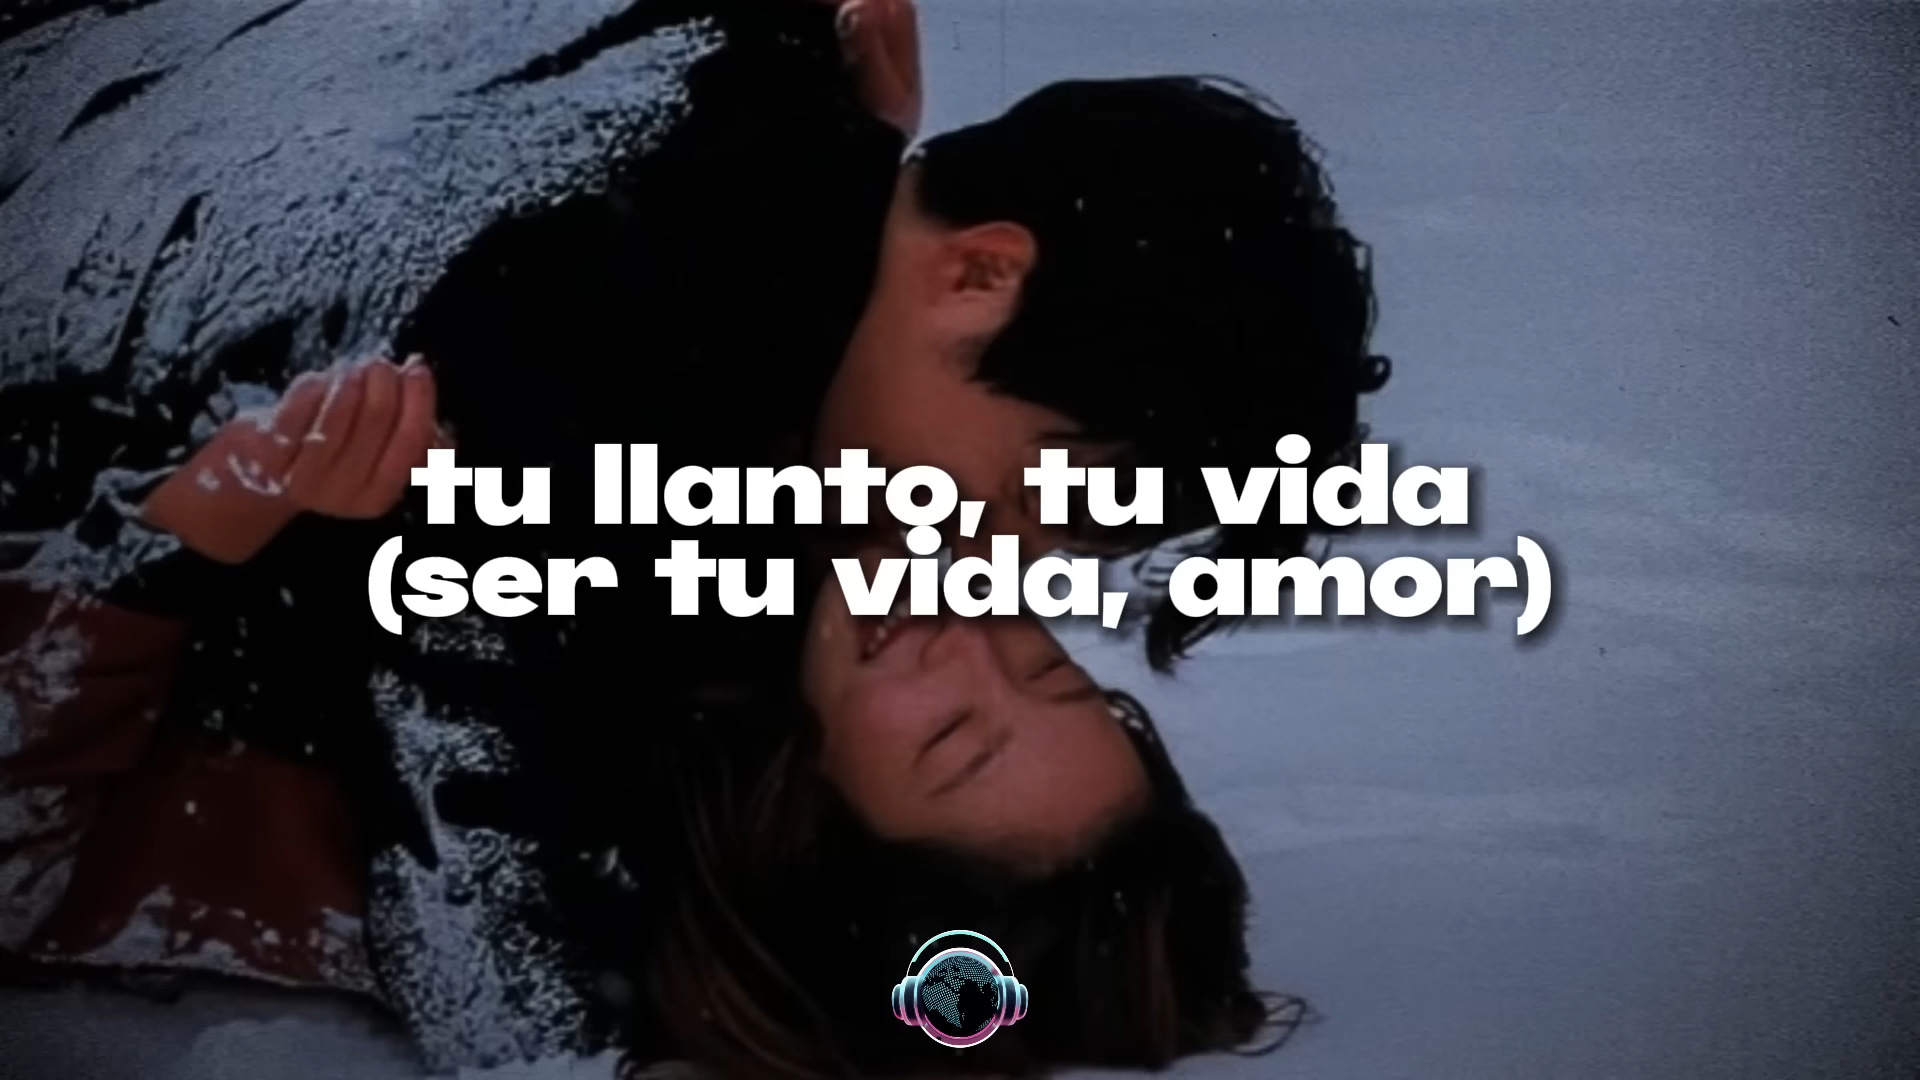 tu llanto, tu vida
(ser tu vida, amor)